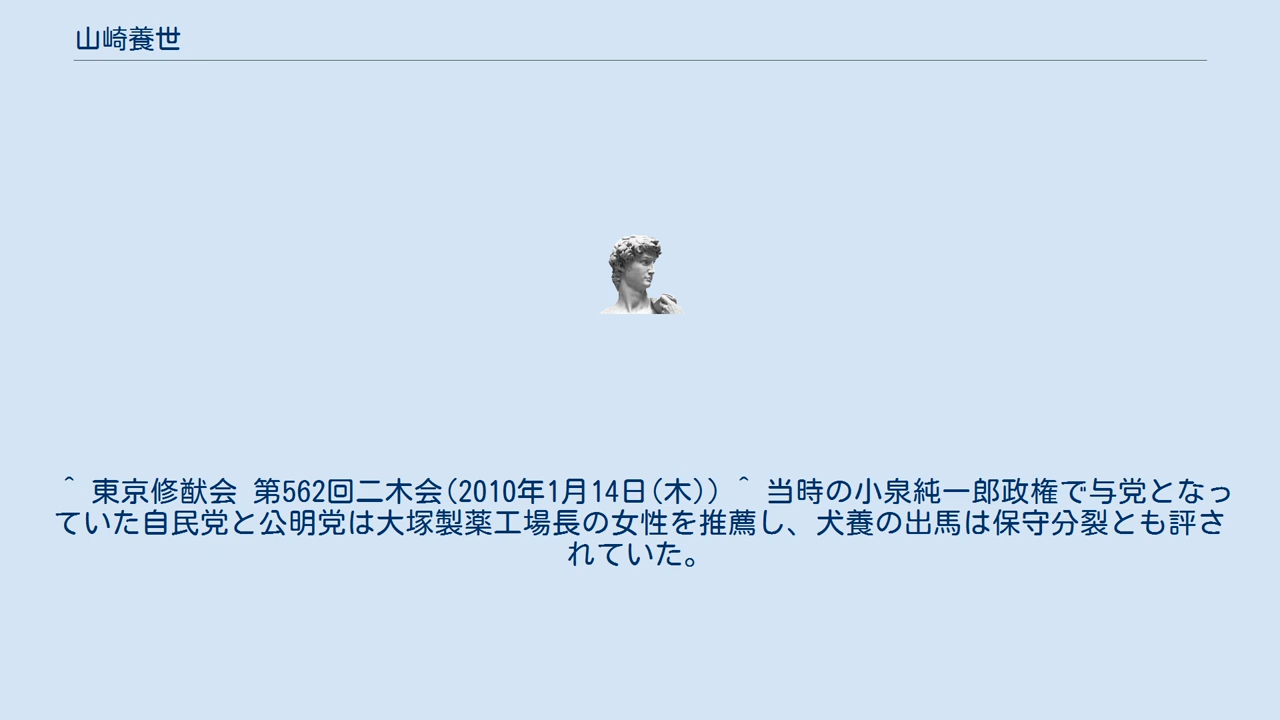 山崎養世
^ 東京修猷会 第562回二木会(2010年1月14日(木)) ^ 当時の小泉純一郎政権で与党となっ
ていた自民党と公明党は大塚製薬工場長の女性を推薦し、犬養の出馬は保守分裂とも評さ
れていた。